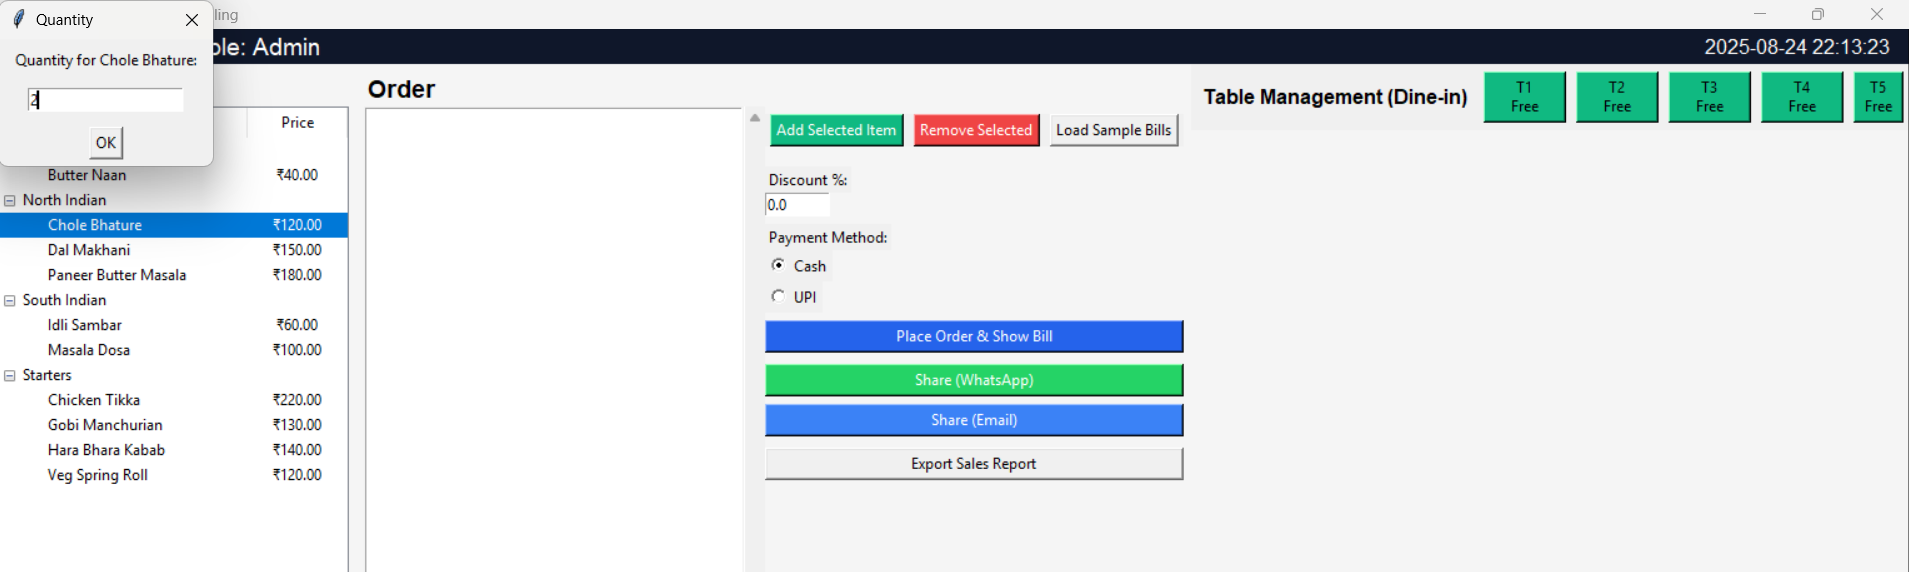 Quantity
ling
Quantity for Chole Bhature:
2
OK
ole: Admin
2025-08-24 22:13:23
Price
Butter Naan ₹40.00
North Indian
Chole Bhature ₹120.00
Dal Makhani ₹150.00
Paneer Butter Masala ₹180.00
South Indian
Idli Sambar ₹60.00
Masala Dosa ₹100.00
Starters
Chicken Tikka ₹220.00
Gobi Manchurian ₹130.00
Hara Bhara Kabab ₹140.00
Veg Spring Roll ₹120.00
Order
Add Selected Item Remove Selected Load Sample Bills
Discount %:
0.0
Payment Method:
Cash
UPI
Place Order & Show Bill
Share (WhatsApp)
Share (Email)
Export Sales Report
Table Management (Dine-in)
T1
Free
T2
Free
T3
Free
T4
Free
T5
Free